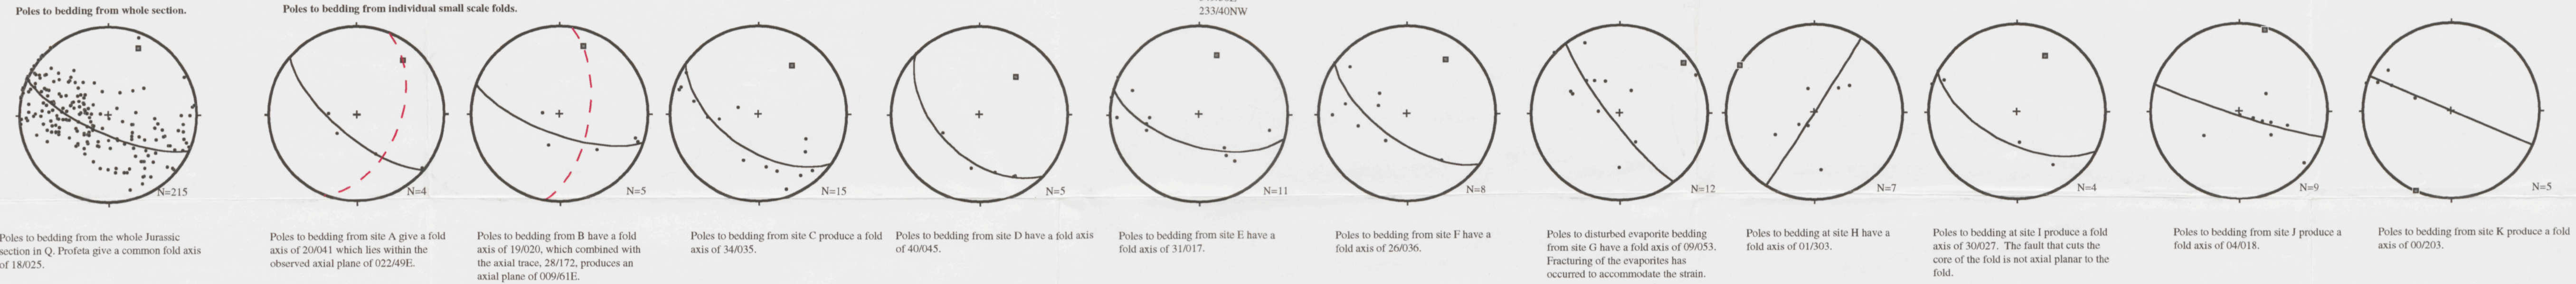 Poles to bedding from whole section.
Poles to bedding from individual small scale folds.
233/40NW
N=215
N=4
N=5
N=15
N=5
N=11
N=8
N=12
N=7
N=4
N=9
N=5
Poles to bedding from the whole Jurassic
section in Q. Profeta give a common fold axis
of 18/025.
Poles to bedding from site A give a fold
axis of 20/041 which lies within the
observed axial plane of 022/49E.
Poles to bedding from B have a fold
axis of 19/020, which combined with
the axial trace, 28/172, produces an
axial plane of 009/61E.
Poles to bedding from site C produce a fold
axis of 34/035.
Poles to bedding from site D have a fold axis
of 40/045.
Poles to bedding from site E have a
fold axis of 31/017.
Poles to bedding from site F have a
fold axis of 26/036.
Poles to disturbed evaporite bedding
from site G have a fold axis of 09/053.
Fracturing of the evaporites has
occurred to accommodate the strain.
Poles to bedding at site H have a
fold axis of 01/303.
Poles to bedding at site I produce a fold
axis of 30/027. The fault that cuts the
core of the fold is not axial planar to the
fold.
Poles to bedding from site J produce a
fold axis of 04/018.
Poles to bedding from site K produce a fold
axis of 00/203.